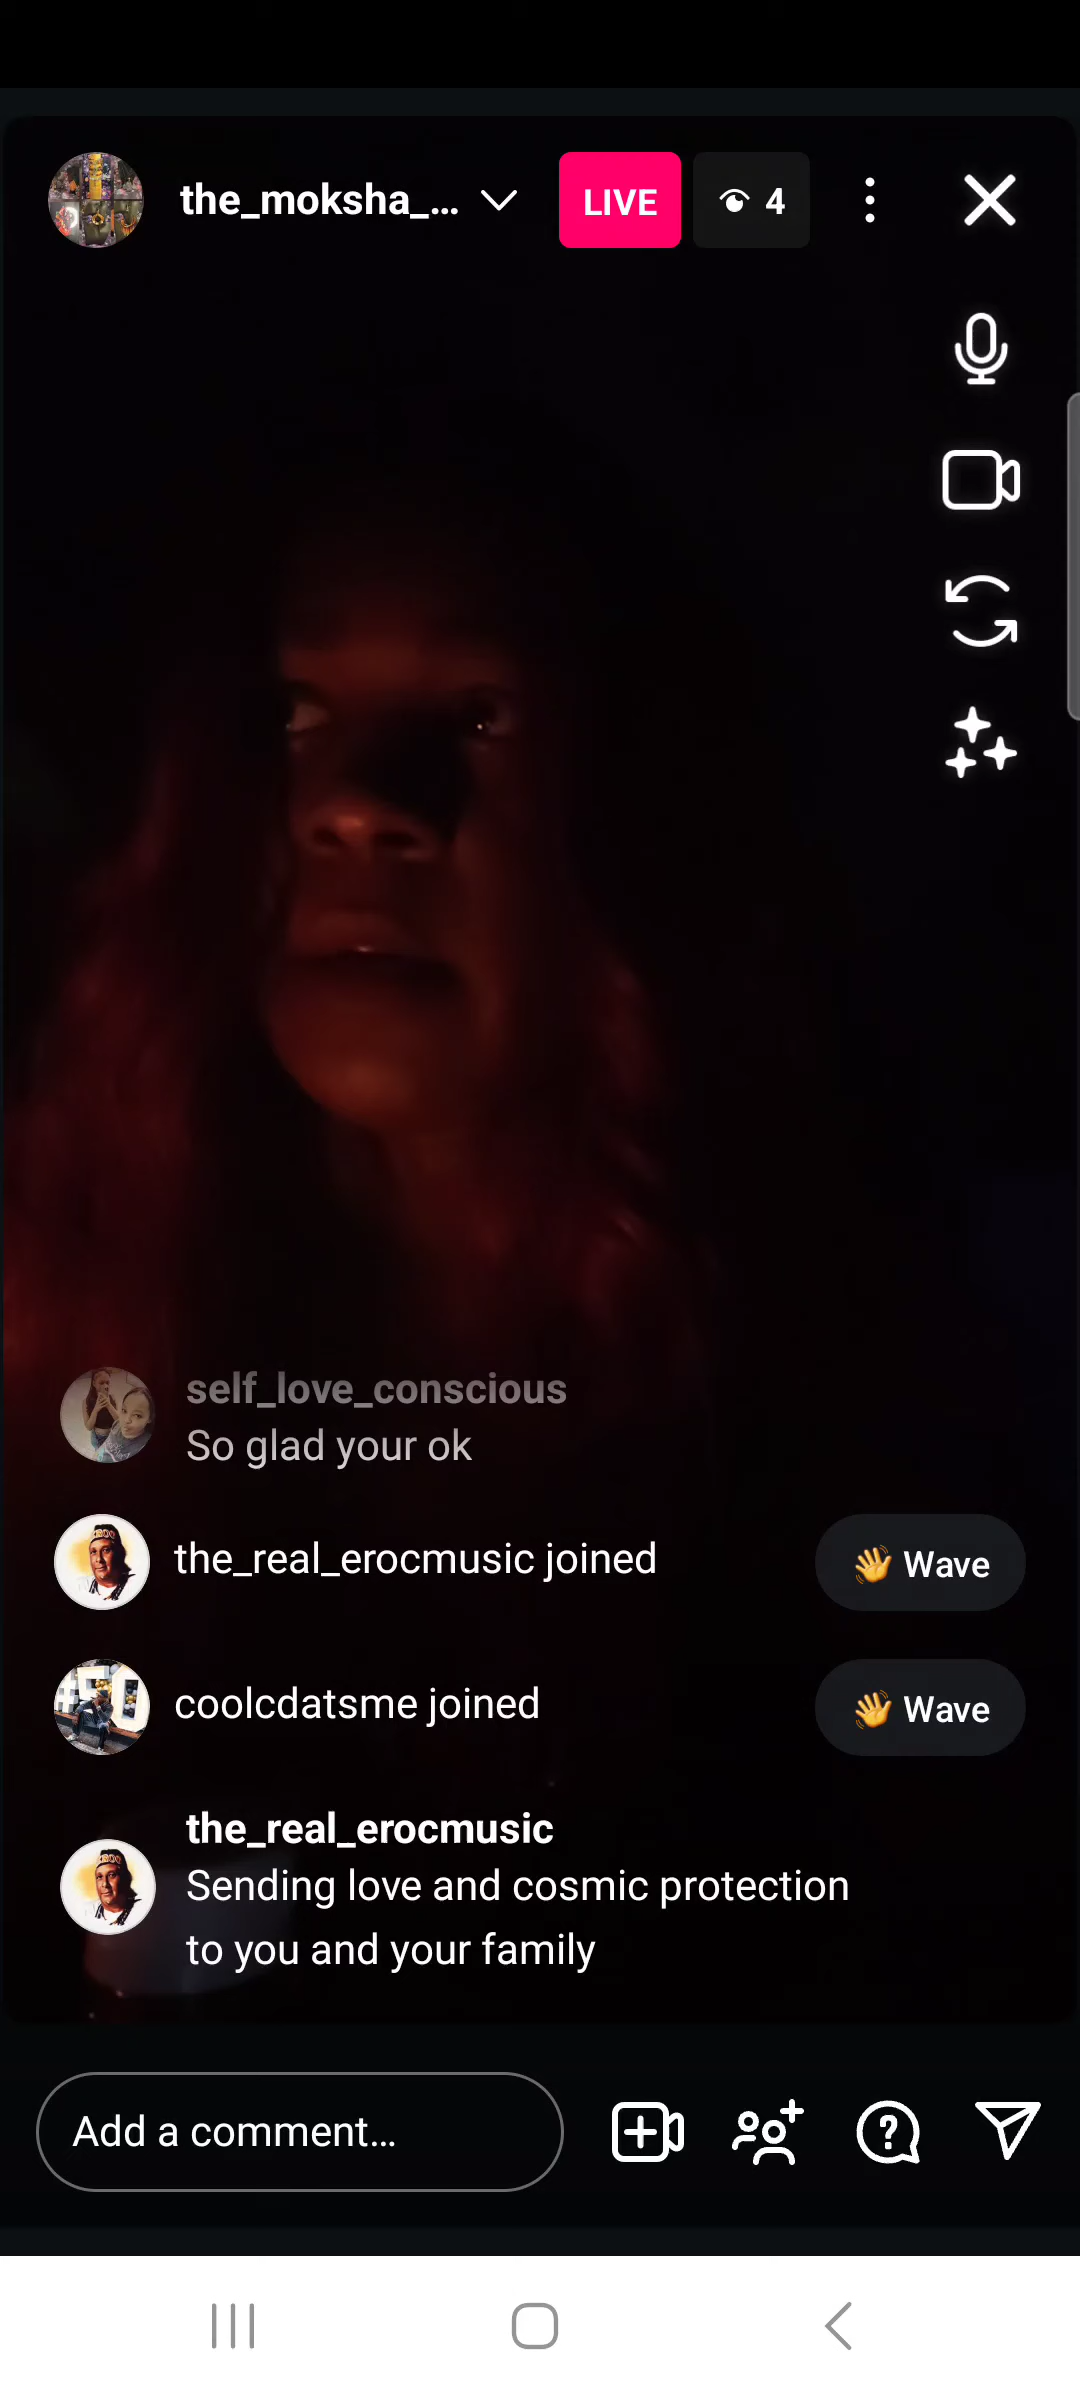 the_moksha_...
LIVE
4
self_love_conscious
So glad your ok
the_real_erocmusic joined
👋 Wave
coolcdatsme joined
👋 Wave
the_real_erocmusic
Sending love and cosmic protection
to you and your family
Add a comment...